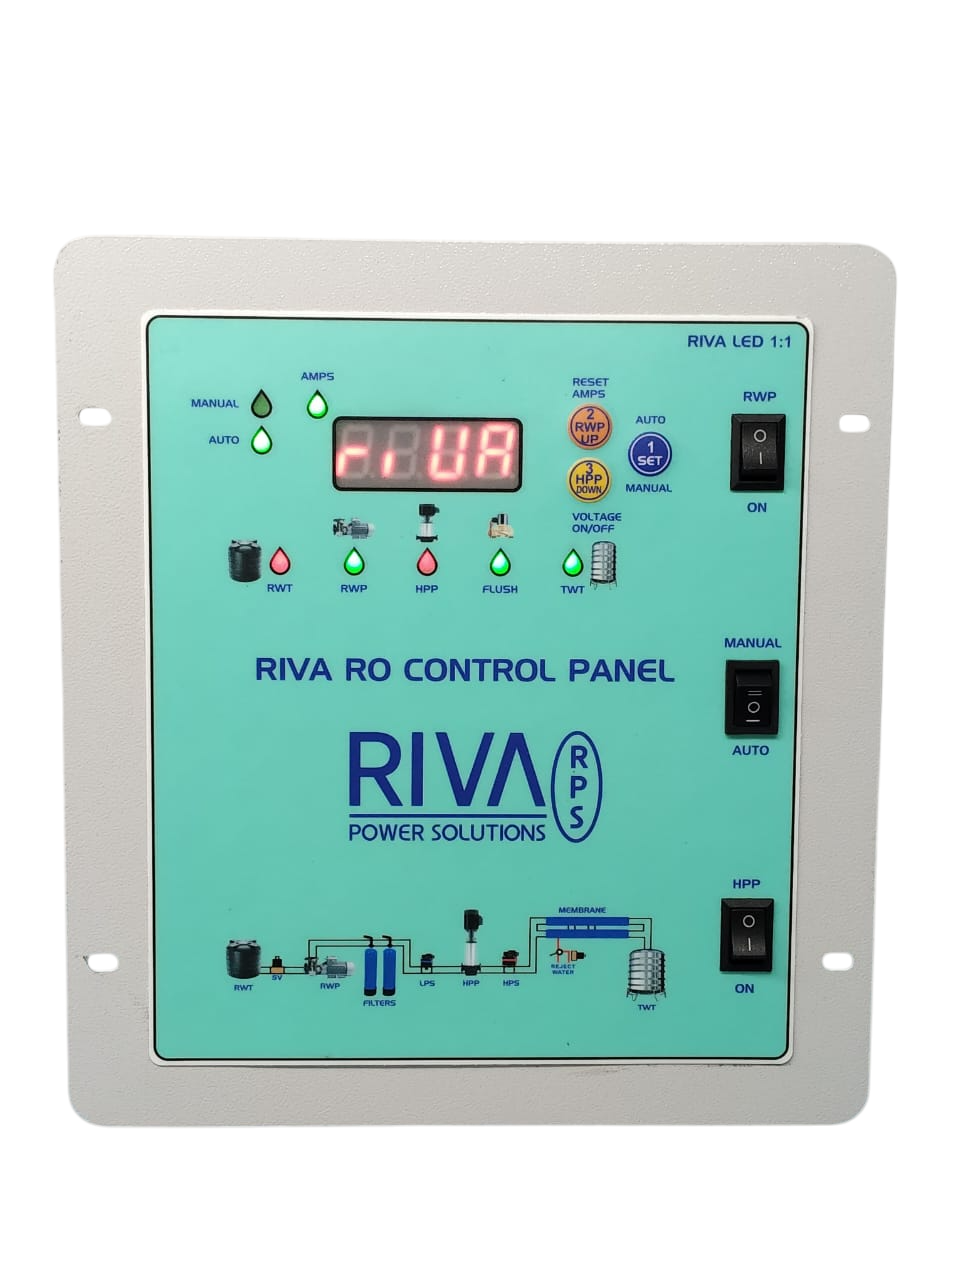 RIVA LED 1:1
AMPS
MANUAL
AUTO
riUA
RESET
AMPS
2
RWP
UP
3
HPP
DOWN
AUTO
1
SET
MANUAL
VOLTAGE
ON/OFF
RWP
ON
RWT
RWP
HPP
FLUSH
TWT
RIVA RO CONTROL PANEL
MANUAL
AUTO
RIVA
RPS
POWER SOLUTIONS
HPP
ON
MEMBRANE
RWT
SV
RWP
FILTERS
LPS
HPP
HPS
REJECT
WATER
TWT